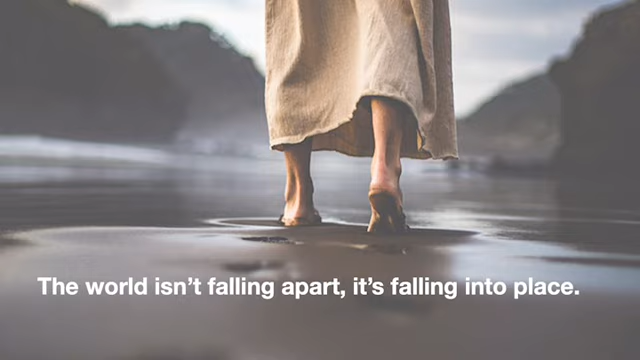 The world isn’t falling apart, it’s falling into place.